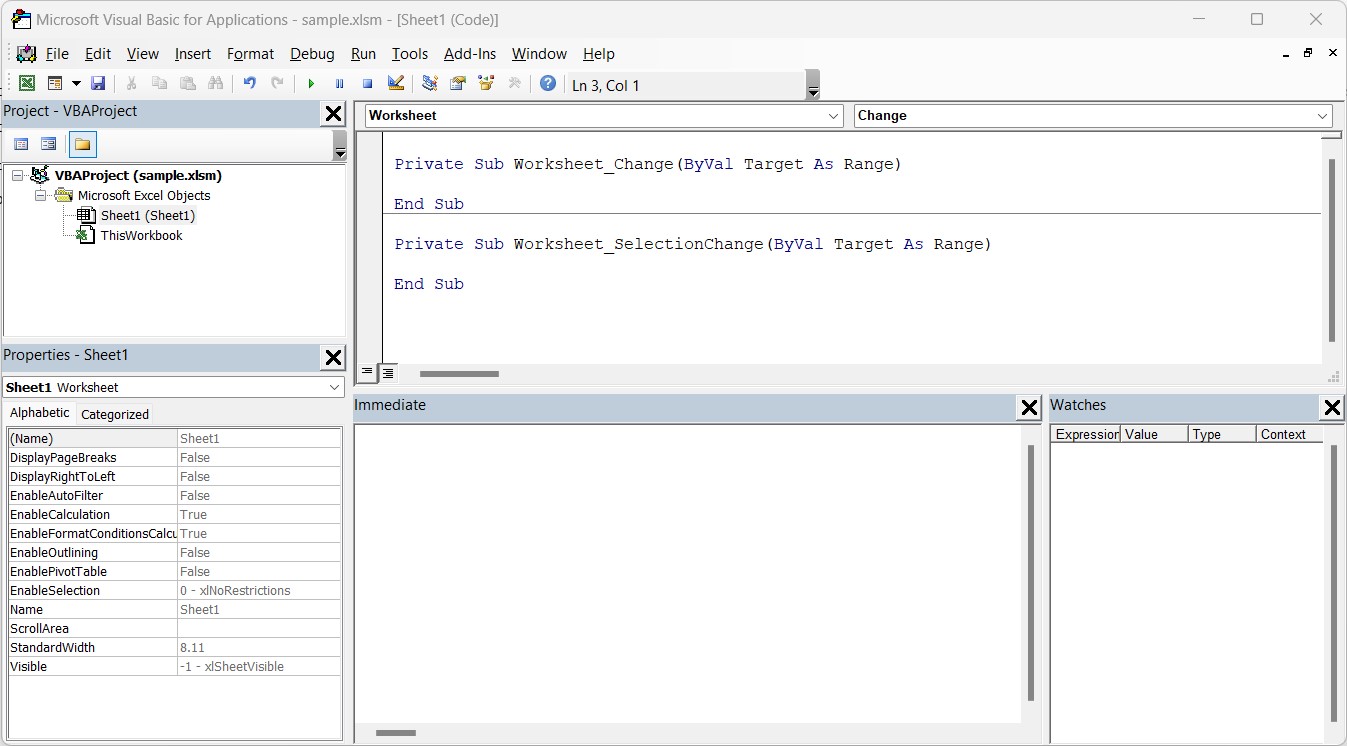 Microsoft Visual Basic for Applications - sample.xlsm - [Sheet1 (Code)]
File Edit View Insert Format Debug Run Tools Add-Ins Window Help
Ln 3, Col 1
Project - VBAProject
VBAProject (sample.xlsm)
Microsoft Excel Objects
Sheet1 (Sheet1)
ThisWorkbook
Properties - Sheet1
Sheet1 Worksheet
Alphabetic Categorized
(Name) Sheet1
DisplayPageBreaks False
DisplayRightToLeft False
EnableAutoFilter False
EnableCalculation True
EnableFormatConditionsCalcu True
EnableOutlining False
EnablePivotTable False
EnableSelection 0 - xlNoRestrictions
Name Sheet1
ScrollArea
StandardWidth 8.11
Visible -1 - xlSheetVisible
Worksheet Change
Private Sub Worksheet_Change(ByVal Target As Range)
End Sub
Private Sub Worksheet_SelectionChange(ByVal Target As Range)
End Sub
Immediate
Watches
Expression Value Type Context